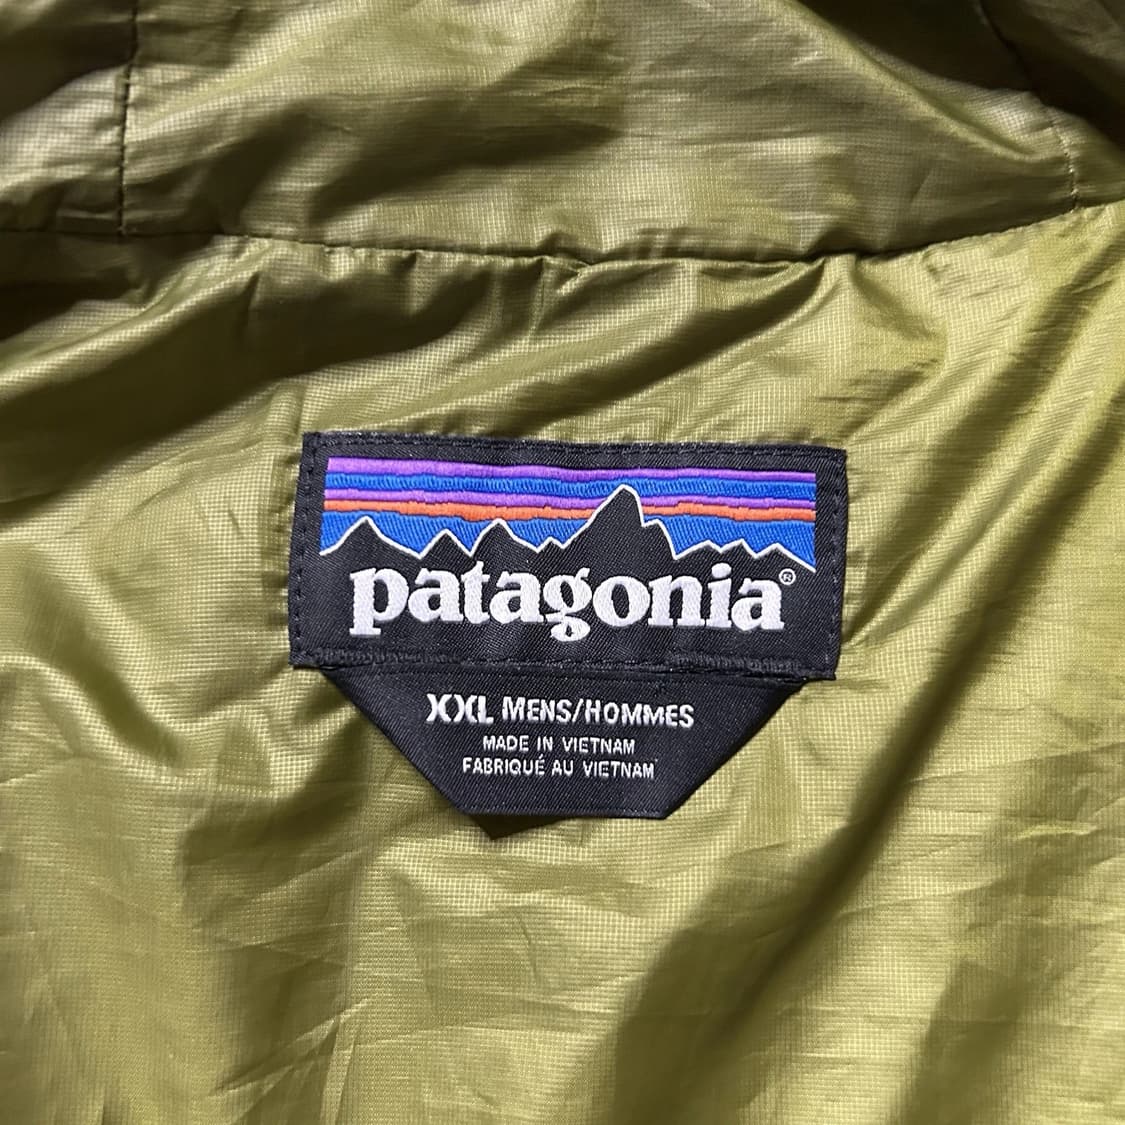 patagonia®
XXL MENS/HOMMES
MADE IN VIETNAM
FABRIQUÉ AU VIETNAM